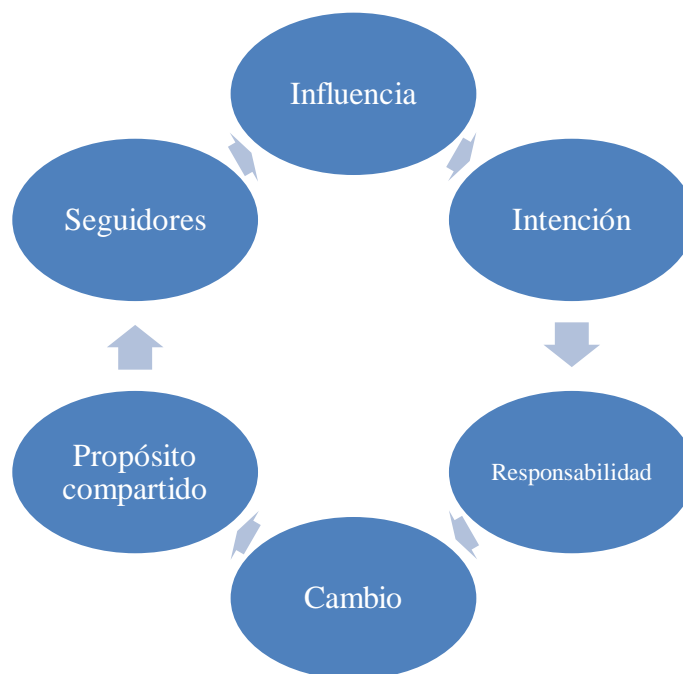 Influencia
Seguidores
Intención
Propósito
compartido
Responsabilidad
Cambio